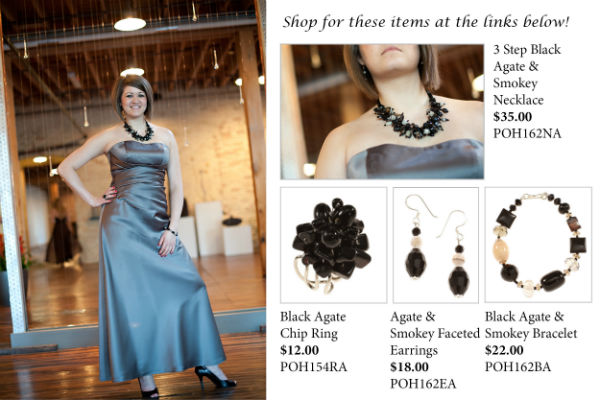 Shop for these items at the links below!
3 Step Black
Agate &
Smokey
Necklace
$35.00
POH162NA
Black Agate
Chip Ring
$12.00
POH154RA
Agate &
Smokey Faceted
Earrings
$18.00
POH162EA
Black Agate &
Smokey Bracelet
$22.00
POH162BA